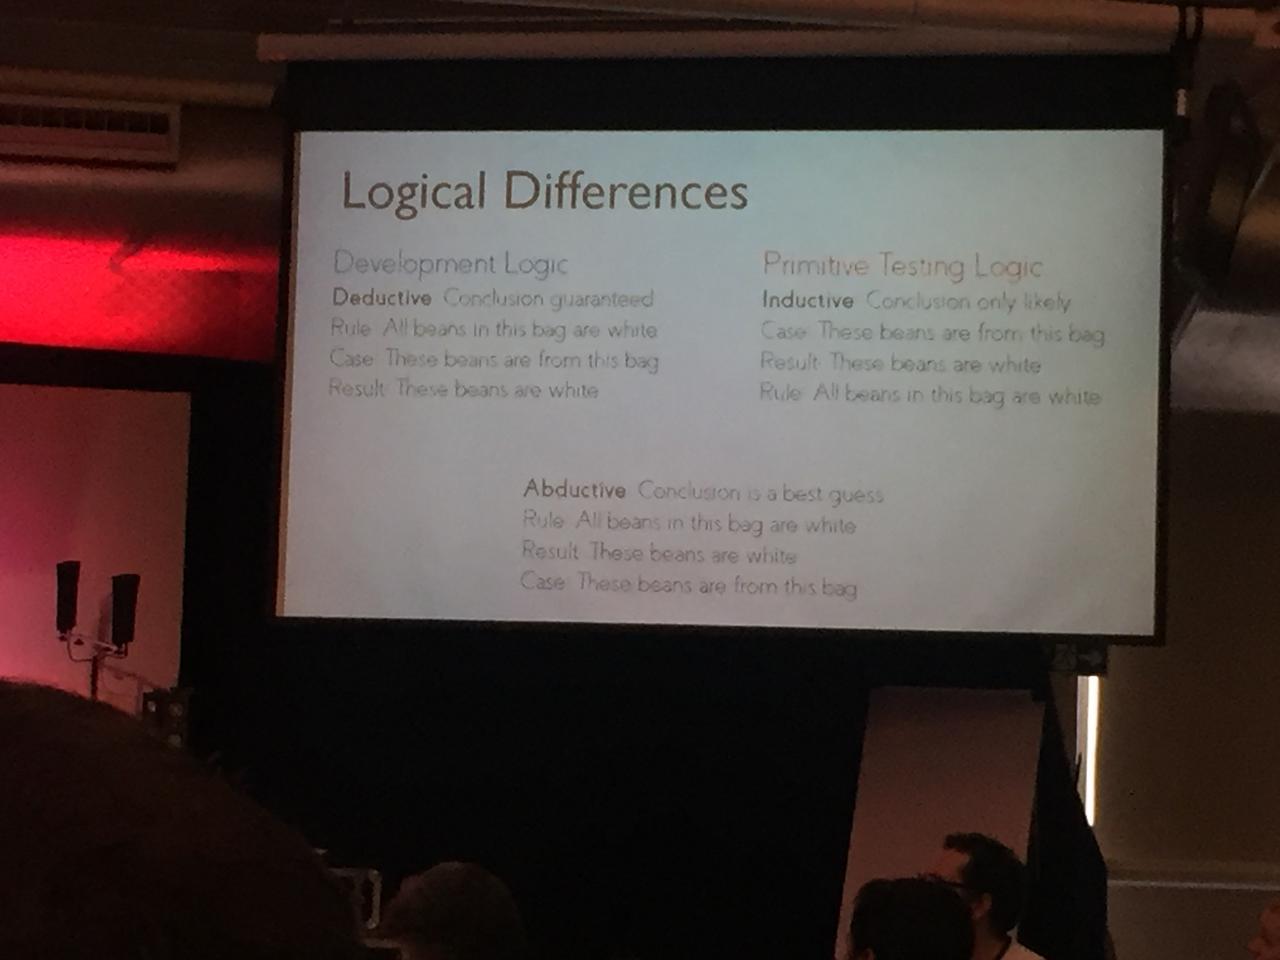 Logical Differences
Development Logic
Deductive Conclusion guaranteed
Rule: All beans in this bag are white
Case: These beans are from this bag
Result: These beans are white
Primitive Testing Logic
Inductive Conclusion only likely
Case: These beans are from this bag
Result: These beans are white
Rule: All beans in this bag are white
Abductive Conclusion is a best guess
Rule: All beans in this bag are white
Result: These beans are white
Case: These beans are from this bag